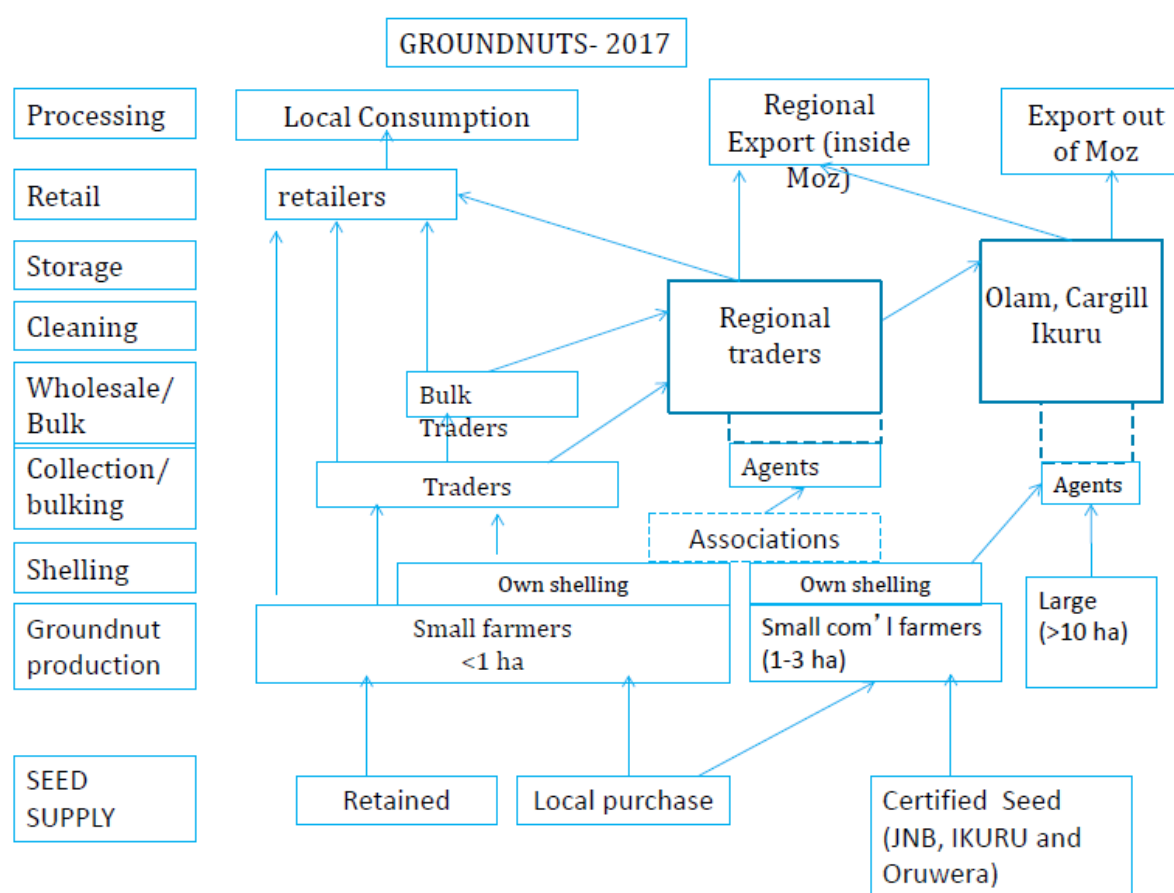 GROUNDNUTS- 2017
Processing
Local Consumption
Regional
Export (inside
Moz)
Export out
of Moz
Retail
retailers
Storage
Cleaning
Regional
traders
Olam, Cargill
Ikuru
Wholesale/
Bulk
Bulk
Traders
Collection/
bulking
Traders
Agents
Agents
Associations
Shelling
Own shelling
Own shelling
Groundnut
production
Small farmers
<1 ha
Small com’l farmers
(1-3 ha)
Large
(>10 ha)
SEED
SUPPLY
Retained
Local purchase
Certified Seed
(JNB, IKURU and
Oruwera)